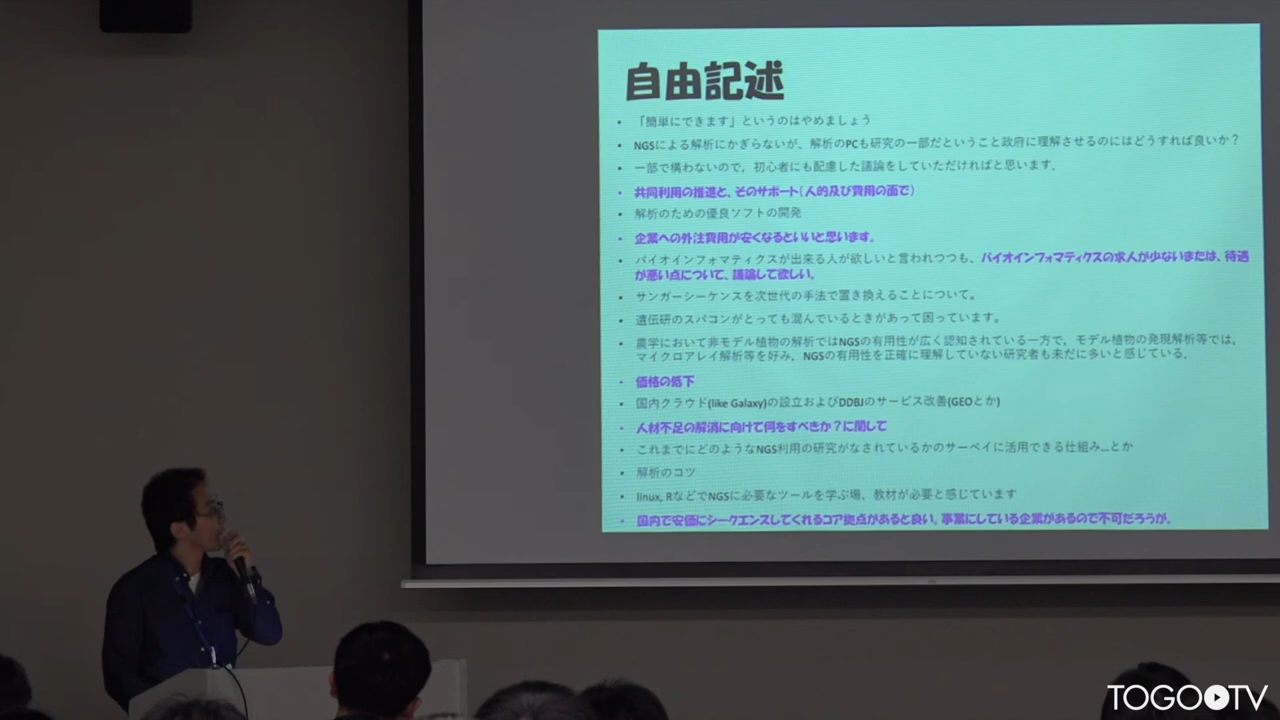 自由記述
• 「簡単にできます」というのはやめましょう
• NGSによる解析にかぎらないが、解析のPCも研究の一部だということ政府に理解させるのにはどうすれば良いか？
• 一部で構わないので，初心者にも配慮した議論をしていただければと思います．
• 共同利用の推進と、そのサポート（人的及び費用の面で）
• 解析のための優良ソフトの開発
• 企業への外注費用が安くなるといいと思います。
• バイオインフォマティクスが出来る人が欲しいと言われつつも、バイオインフォマティクスの求人が少ないまたは、待遇
が悪い点について、議論して欲しい。
• サンガーシーケンスを次世代の手法で置き換えることについて。
• 遺伝研のスパコンがとっても混んでいるときがあって困っています。
• 農学において非モデル植物の解析ではNGSの有用性が広く認知されている一方で，モデル植物の発現解析等では，
マイクロアレイ解析等を好み，NGSの有用性を正確に理解していない研究者も未だに多いと感じている．
• 価格の低下
• 国内クラウド(like Galaxy)の設立およびDDBJのサービス改善(GEOとか)
• 人材不足の解消に向けて何をすべきか？に関して
• これまでにどのようなNGS利用の研究がなされているかのサーベイに活用できる仕組み...とか
• 解析のコツ
• linux, RなどでNGSに必要なツールを学ぶ場、教材が必要と感じています
• 国内で安価にシークエンスしてくれるコア拠点があると良い。事業にしている企業があるので不可だろうが。
TOGO TV